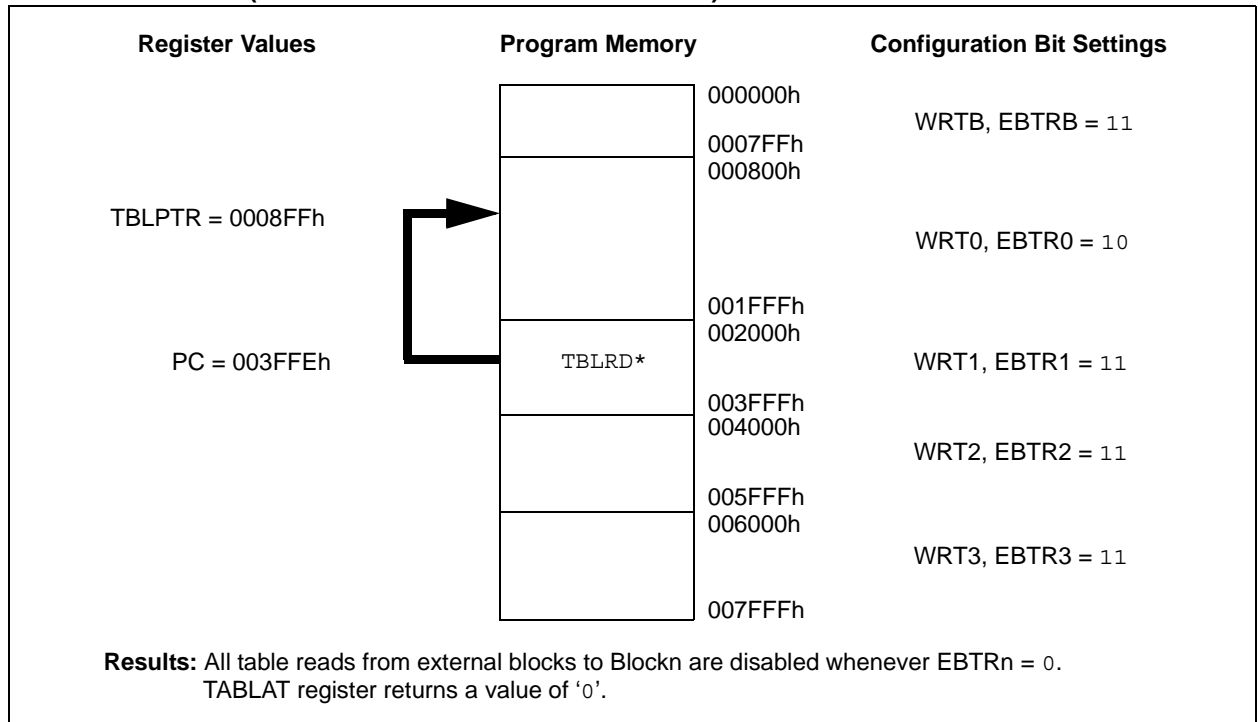 Register Values Program Memory Configuration Bit Settings
000000h
WRTB, EBTRB = 11
0007FFh
000800h
TBLPTR = 0008FFh
WRT0, EBTR0 = 10
001FFFh
002000h
PC = 003FFEh TBLRD* WRT1, EBTR1 = 11
003FFFh
004000h
WRT2, EBTR2 = 11
005FFFh
006000h
WRT3, EBTR3 = 11
007FFFh
Results: All table reads from external blocks to Blockn are disabled whenever EBTRn = 0.
TABLAT register returns a value of ‘0’.